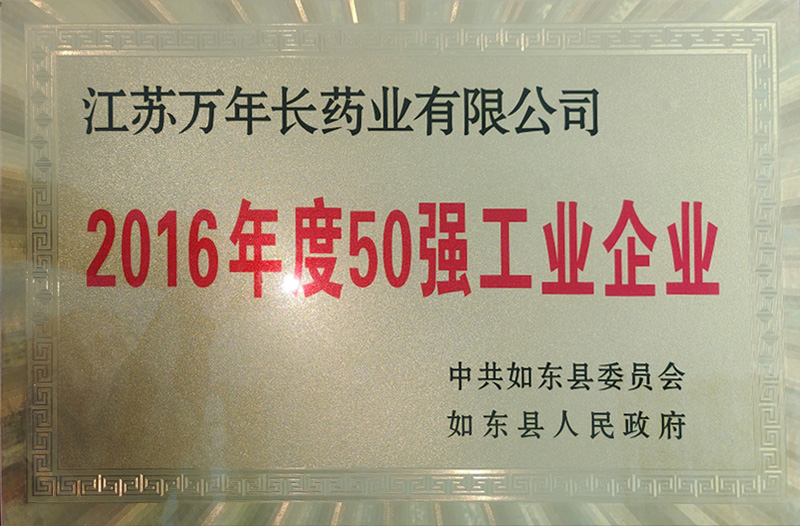 江苏万年长药业有限公司
2016年度50强工业企业
中共如东县委员会
如东县人民政府